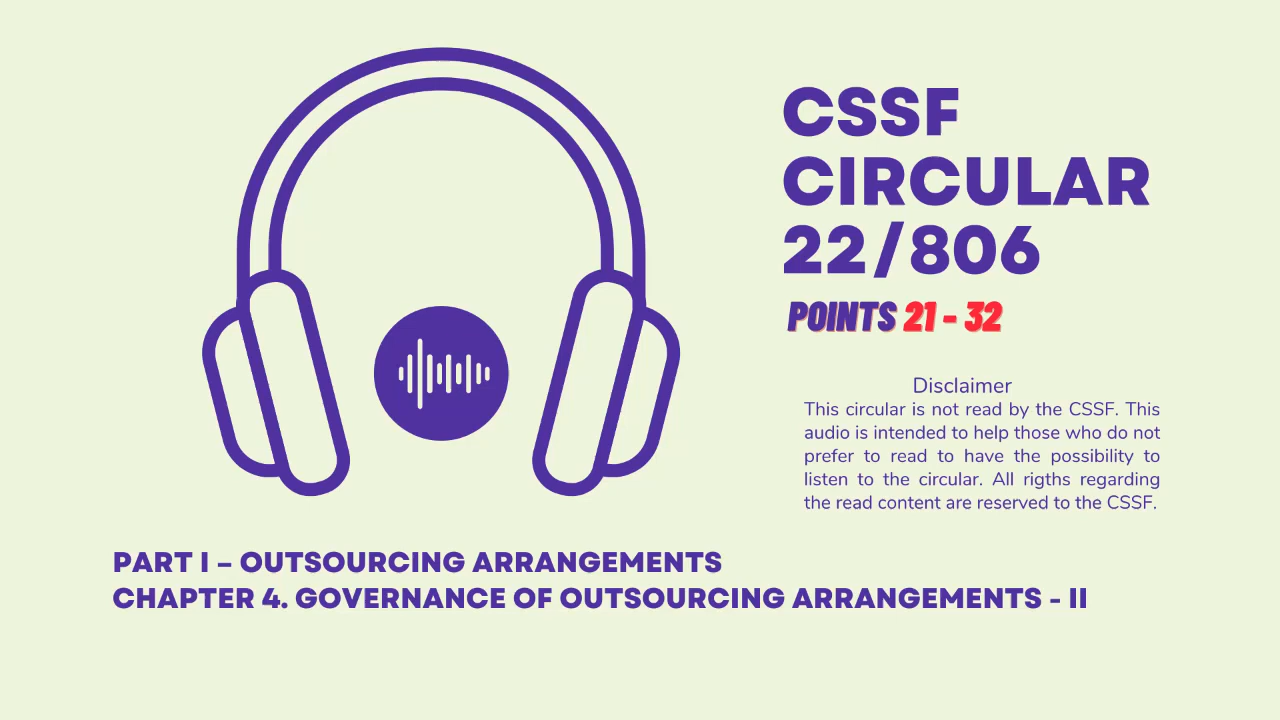 CSSF
CIRCULAR
22/806
POINTS 21 - 32
Disclaimer
This circular is not read by the CSSF. This
audio is intended to help those who do not
prefer to read to have the possibility to
listen to the circular. All rigths regarding
the read content are reserved to the CSSF.
PART I – OUTSOURCING ARRANGEMENTS
CHAPTER 4. GOVERNANCE OF OUTSOURCING ARRANGEMENTS - II